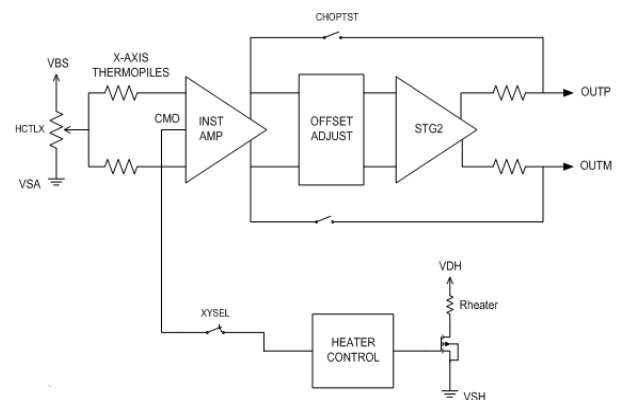 CHOPTST
X-AXIS
THERMOPILES
VBS
HCTLX
VSA
CMO
INST
AMP
OFFSET
ADJUST
STG2
OUTP
OUTM
XYSEL
HEATER
CONTROL
VDH
Rheater
VSH